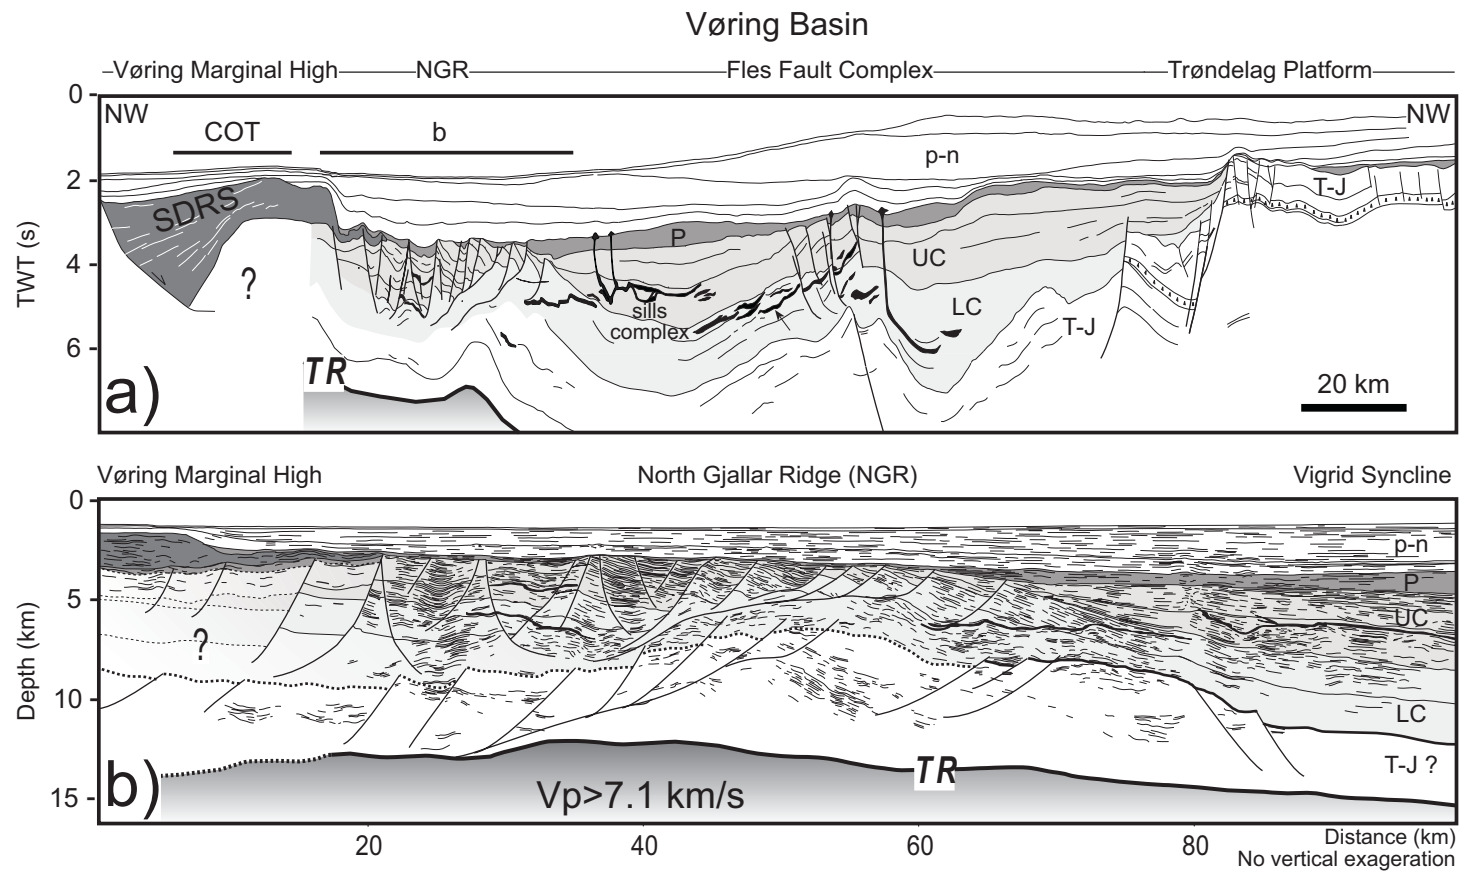 Vøring Basin
Vøring Marginal High NGR Fles Fault Complex Trøndelag Platform
0
NW NW
COT b
p-n
2
T-J
SDRS
P
TWT (s)
4
?
UC
sills
complex
LC
T-J
6
TR
a)
20 km
Vøring Marginal High North Gjallar Ridge (NGR) Vigrid Syncline
0
p-n
P
5
UC
?
Depth (km)
10
LC
T-J ?
TR
b)
15
Vp>7.1 km/s
20 40 60 80 Distance (km)
No vertical exageration